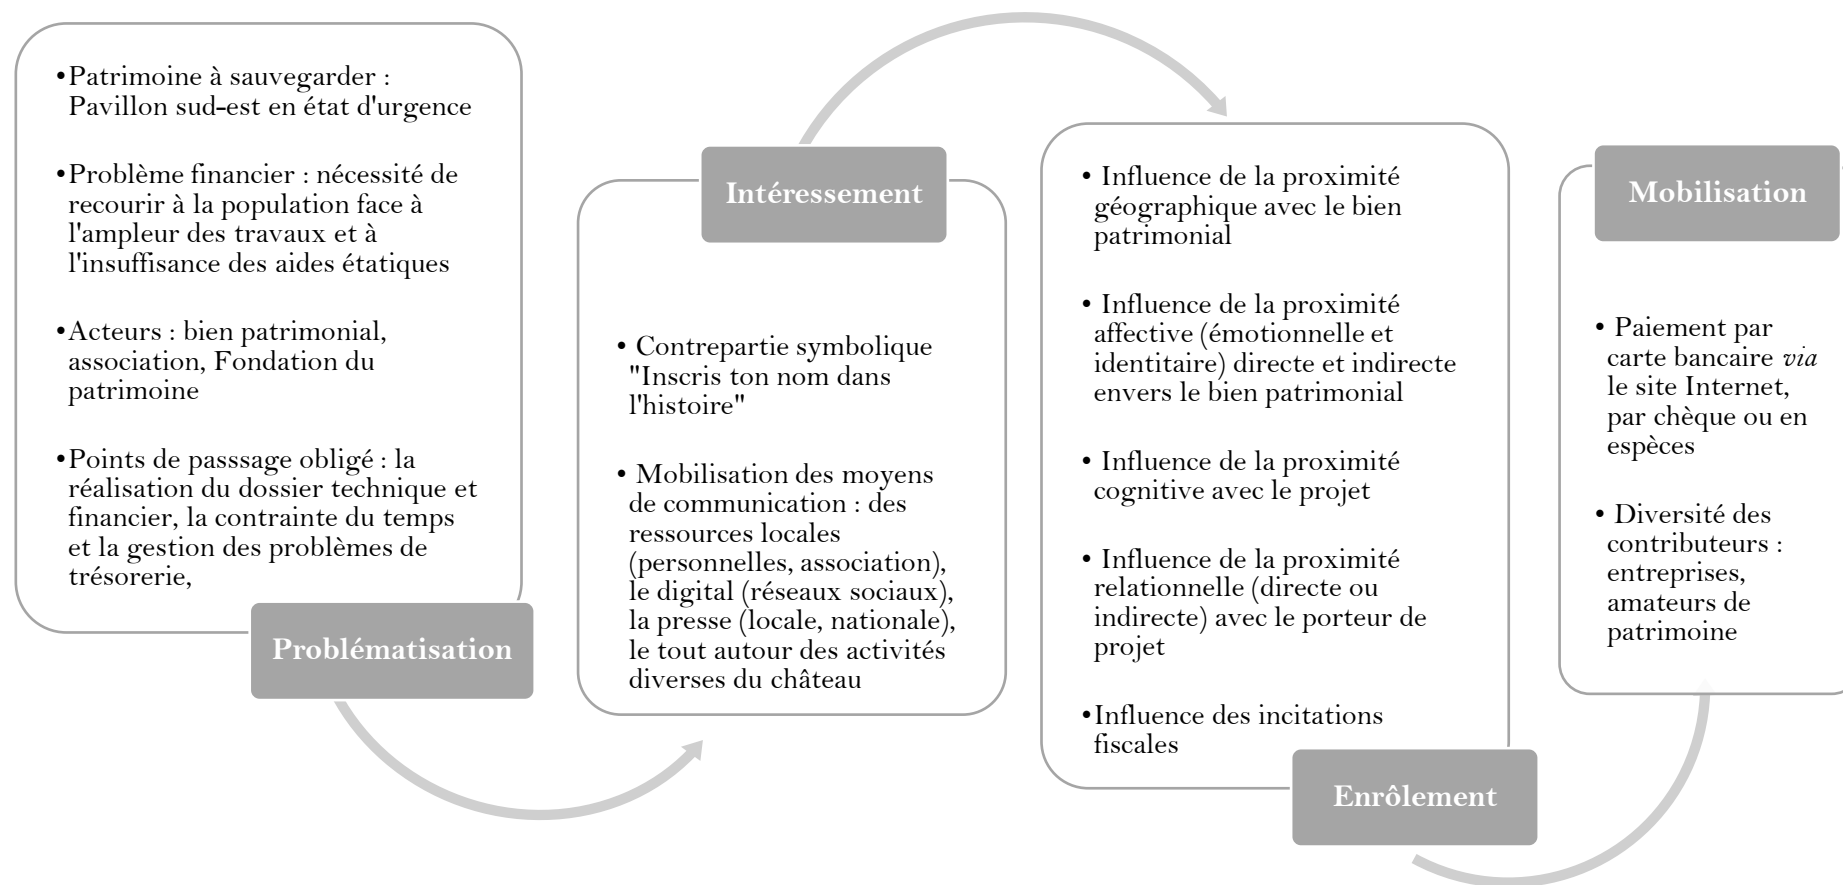 •Patrimoine à sauvegarder :
Pavillon sud-est en état d'urgence
•Problème financier : nécessité de
recourir à la population face à
l'ampleur des travaux et à
l'insuffisance des aides étatiques
•Acteurs : bien patrimonial,
association, Fondation du
patrimoine
•Points de passsage obligé : la
réalisation du dossier technique et
financier, la contrainte du temps
et la gestion des problèmes de
trésorerie,
Problématisation
Intéressement
• Contrepartie symbolique
"Inscris ton nom dans
l'histoire"
• Mobilisation des moyens
de communication : des
ressources locales
(personnelles, association),
le digital (réseaux sociaux),
la presse (locale, nationale),
le tout autour des activités
diverses du château
• Influence de la proximité
géographique avec le bien
patrimonial
• Influence de la proximité
affective (émotionnelle et
identitaire) directe et indirecte
envers le bien patrimonial
• Influence de la proximité
cognitive avec le projet
• Influence de la proximité
relationnelle (directe ou
indirecte) avec le porteur de
projet
•Influence des incitations
fiscales
Enrôlement
Mobilisation
• Paiement par
carte bancaire via
le site Internet,
par chèque ou en
espèces
• Diversité des
contributeurs :
entreprises,
amateurs de
patrimoine